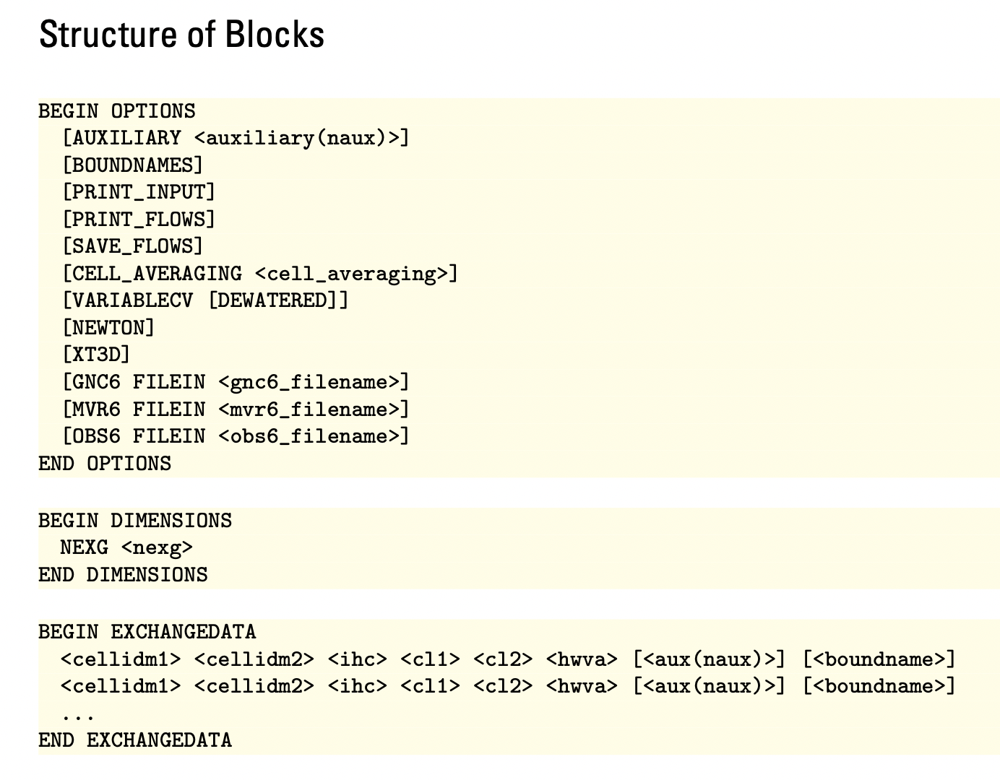 Structure of Blocks
BEGIN OPTIONS
[AUXILIARY <auxiliary(naux)>]
[BOUNDNAMES]
[PRINT_INPUT]
[PRINT_FLOWS]
[SAVE_FLOWS]
[CELL_AVERAGING <cell_averaging>]
[VARIABLECV [DEWATERED]]
[NEWTON]
[XT3D]
[GNC6 FILEIN <gnc6_filename>]
[MVR6 FILEIN <mvr6_filename>]
[OBS6 FILEIN <obs6_filename>]
END OPTIONS
BEGIN DIMENSIONS
NEXG <nexg>
END DIMENSIONS
BEGIN EXCHANGEDATA
<cellidm1> <cellidm2> <ihc> <cl1> <cl2> <hwva> [<aux(naux)>] [<boundname>]
<cellidm1> <cellidm2> <ihc> <cl1> <cl2> <hwva> [<aux(naux)>] [<boundname>]
...
END EXCHANGEDATA